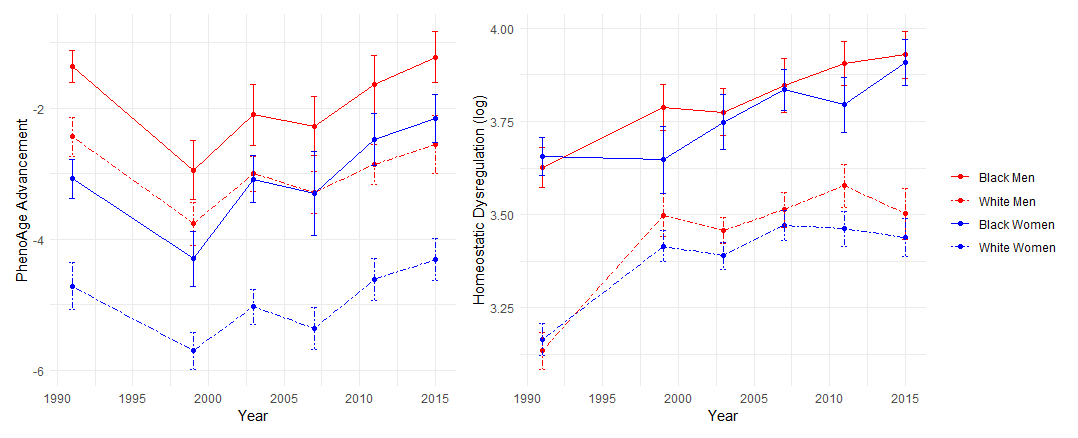 PhenoAge Advancement
-2
-4
-6
1990 1995 2000 2005 2010 2015
Year
Homeostatic Dysregulation (log)
4.00
3.75
3.50
3.25
1990 1995 2000 2005 2010 2015
Year
Black Men
White Men
Black Women
White Women